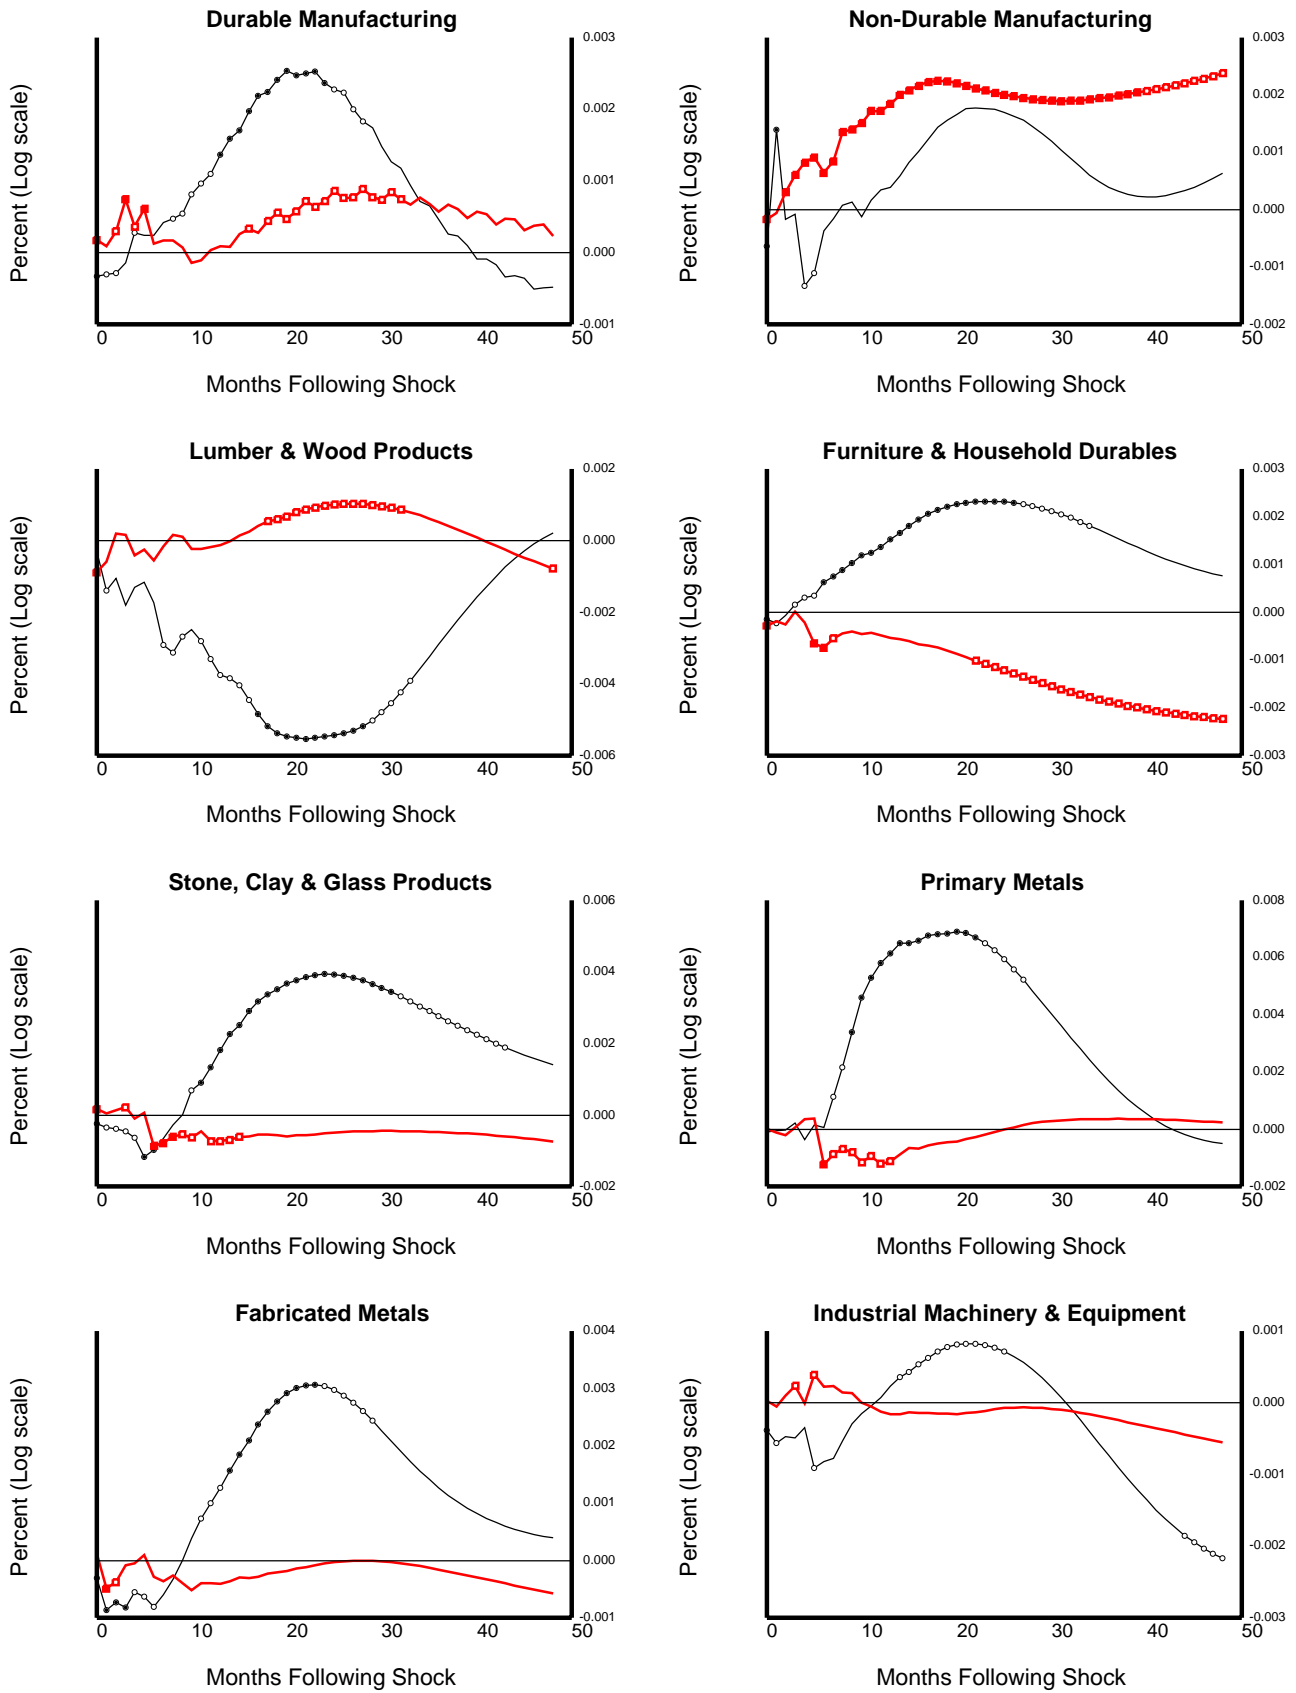 Durable Manufacturing
Percent (Log scale)
0.003
0.002
0.001
0.000
-0.001
0 10 20 30 40 50
Months Following Shock
Non-Durable Manufacturing
Percent (Log scale)
0.003
0.002
0.001
0.000
-0.001
-0.002
0 10 20 30 40 50
Months Following Shock
Lumber & Wood Products
Percent (Log scale)
0.002
0.000
-0.002
-0.004
-0.006
0 10 20 30 40 50
Months Following Shock
Furniture & Household Durables
Percent (Log scale)
0.003
0.002
0.001
0.000
-0.001
-0.002
-0.003
0 10 20 30 40 50
Months Following Shock
Stone, Clay & Glass Products
Percent (Log scale)
0.006
0.004
0.002
0.000
-0.002
0 10 20 30 40 50
Months Following Shock
Primary Metals
Percent (Log scale)
0.008
0.006
0.004
0.002
0.000
-0.002
0 10 20 30 40 50
Months Following Shock
Fabricated Metals
Percent (Log scale)
0.004
0.003
0.002
0.001
0.000
-0.001
0 10 20 30 40 50
Months Following Shock
Industrial Machinery & Equipment
Percent (Log scale)
0.001
0.000
-0.001
-0.002
-0.003
0 10 20 30 40 50
Months Following Shock